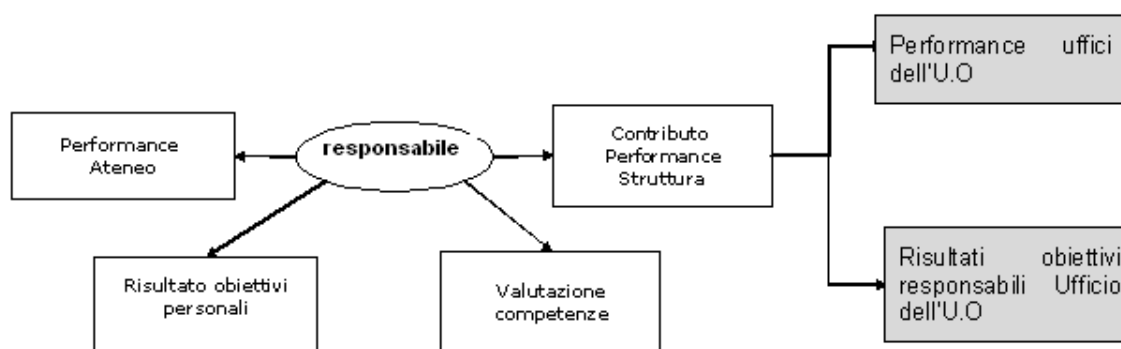 Performance uffici
dell'U.O
Performance
Ateneo
responsabile
Contributo
Performance
Struttura
Risultato obiettivi
personali
Valutazione
competenze
Risultati obiettivi
responsabili Ufficio
dell'U.O